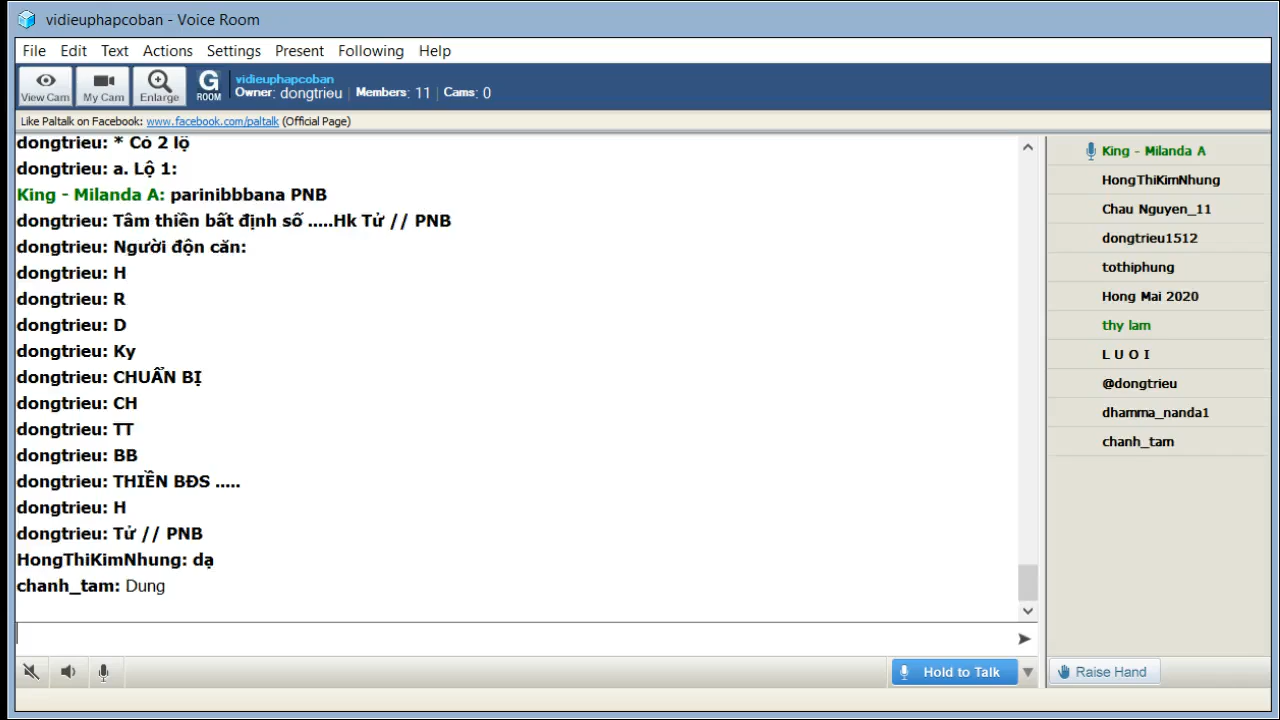 vidieuphapcoban - Voice Room
File Edit Text Actions Settings Present Following Help
View Cam
My Cam
Enlarge
G ROOM
vidieuphapcoban
Owner: dongtrieu | Members: 11 | Cams: 0
Like Paltalk on Facebook: www.facebook.com/paltalk (Official Page)
dongtrieu: * Có 2 lộ
dongtrieu: a. Lộ 1:
King - Milanda A: parinibbbana PNB
dongtrieu: Tâm thiền bất định số .....Hk Tử // PNB
dongtrieu: Người độn căn:
dongtrieu: H
dongtrieu: R
dongtrieu: D
dongtrieu: Ky
dongtrieu: CHUẨN BỊ
dongtrieu: CH
dongtrieu: TT
dongtrieu: BB
dongtrieu: THIỀN BĐS .....
dongtrieu: H
dongtrieu: Tử // PNB
HongThiKimNhung: dạ
chanh_tam: Dung
Hold to Talk
King - Milanda A
HongThiKimNhung
Chau Nguyen_11
dongtrieu1512
tothiphung
Hong Mai 2020
thy lam
L U O I
@dongtrieu
dhamma_nanda1
chanh_tam
Raise Hand